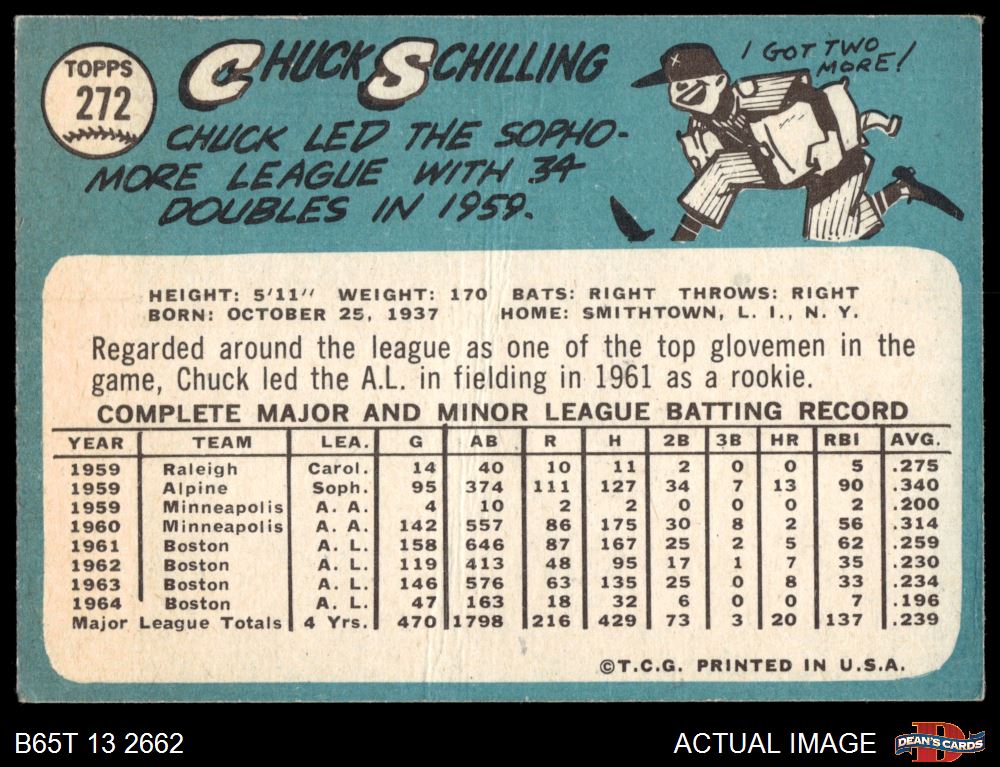 TOPPS
272
CHUCK SCHILLING
CHUCK LED THE SOPHO-
MORE LEAGUE WITH 34
DOUBLES IN 1959.
I GOT TWO
MORE!
HEIGHT: 5'11" WEIGHT: 170 BATS: RIGHT THROWS: RIGHT
BORN: OCTOBER 25, 1937 HOME: SMITHTOWN, L. I., N. Y.
Regarded around the league as one of the top glovemen in the
game, Chuck led the A.L. in fielding in 1961 as a rookie.
COMPLETE MAJOR AND MINOR LEAGUE BATTING RECORD
YEAR TEAM LEA. G AB R H 2B 3B HR RBI AVG.
1959 Raleigh Carol. 14 40 10 11 2 0 0 5 .275
1959 Alpine Soph. 95 374 111 127 34 7 13 90 .340
1959 Minneapolis A. A. 4 10 2 2 0 0 0 2 .200
1960 Minneapolis A. A. 142 557 86 175 30 8 2 56 .314
1961 Boston A. L. 158 646 87 167 25 2 5 62 .259
1962 Boston A. L. 119 413 48 95 17 1 7 35 .230
1963 Boston A. L. 146 576 63 135 25 0 8 33 .234
1964 Boston A. L. 47 163 18 32 6 0 0 7 .196
Major League Totals 4 Yrs. 470 1798 216 429 73 3 20 137 .239
©T.C.G. PRINTED IN U.S.A.
B65T 13 2662
ACTUAL IMAGE
D
DEAN'S CARDS